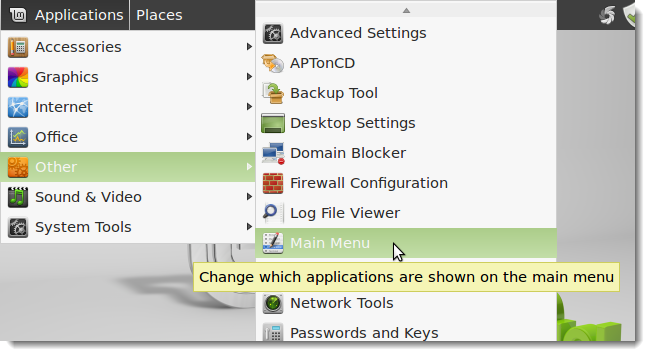 Applications
Places
Accessories
Graphics
Internet
Office
Other
Sound & Video
System Tools
Advanced Settings
APTonCD
Backup Tool
Desktop Settings
Domain Blocker
Firewall Configuration
Log File Viewer
Main Menu
Change which applications are shown on the main menu
Network Tools
Passwords and Keys